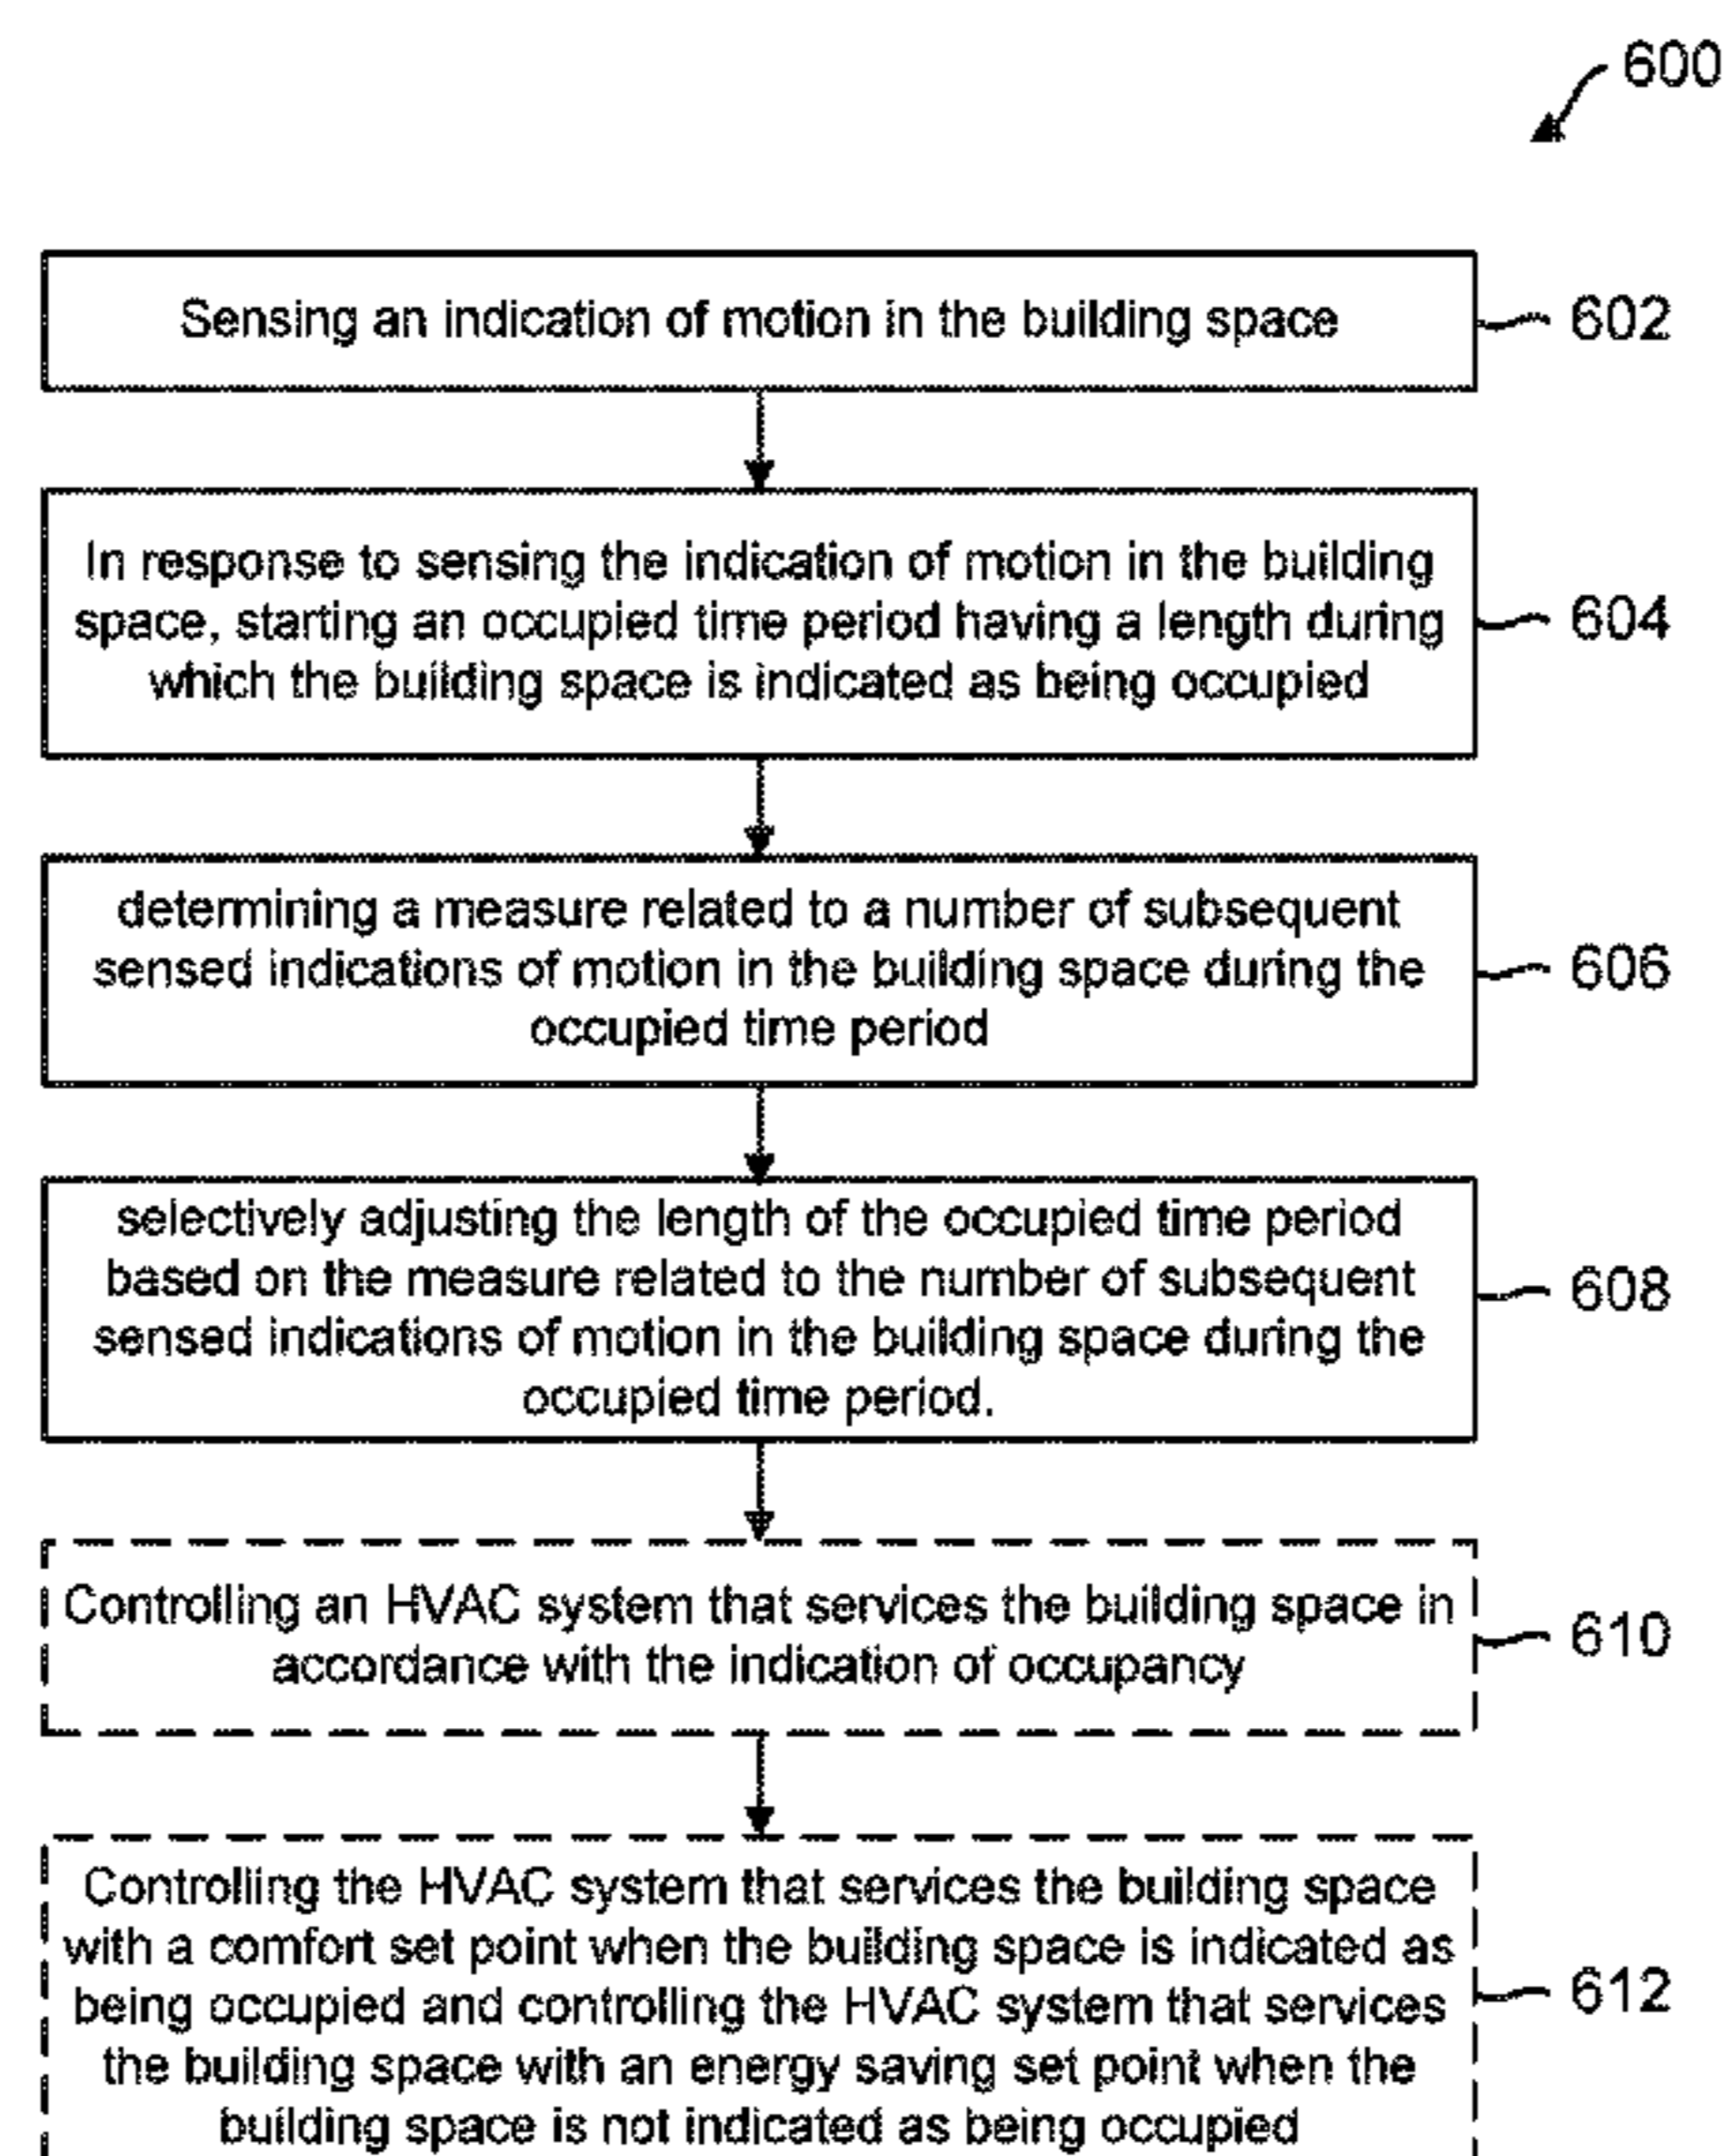 600
Sensing an indication of motion in the building space
602
In response to sensing the indication of motion in the building
space, starting an occupied time period having a length during
which the building space is indicated as being occupied
604
determining a measure related to a number of subsequent
sensed indications of motion in the building space during the
occupied time period
606
selectively adjusting the length of the occupied time period
based on the measure related to the number of subsequent
sensed indications of motion in the building space during the
occupied time period.
608
Controlling an HVAC system that services the building space in
accordance with the indication of occupancy
610
Controlling the HVAC system that services the building space
with a comfort set point when the building space is indicated as
being occupied and controlling the HVAC system that services
the building space with an energy saving set point when the
building space is not indicated as being occupied
612